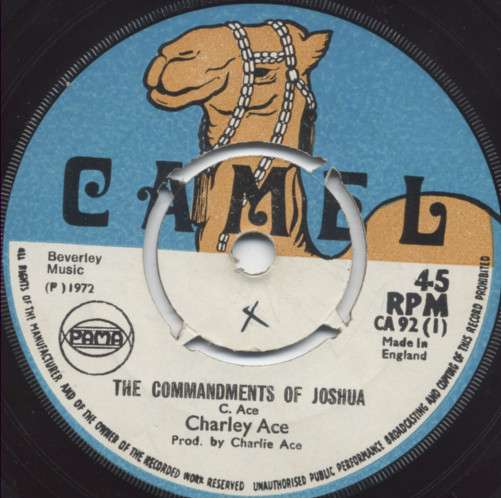 CAMEL
Beverley
Music
(P) 1972
PAMA
45
RPM
CA 92 (1)
Made in
England
x
THE COMMANDMENTS OF JOSHUA
C. Ace
Charley Ace
Prod. by Charlie Ace
ALL RIGHTS OF THE MANUFACTURER AND OF THE OWNER OF THE RECORDED WORK RESERVED UNAUTHORISED PUBLIC PERFORMANCE BROADCASTING AND COPYING OF THIS RECORD PROHIBITED